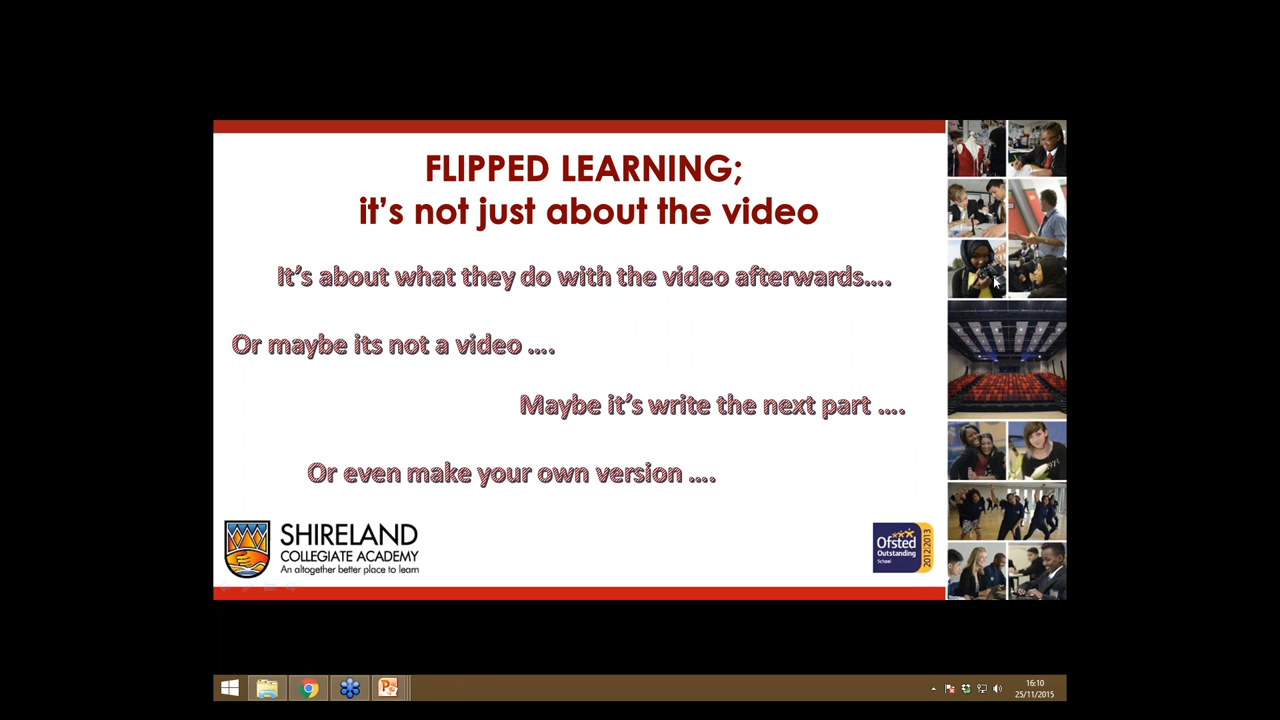 FLIPPED LEARNING;
it's not just about the video
It's about what they do with the video afterwards....
Or maybe its not a video ....
Maybe it's write the next part ....
Or even make your own version ....
SHIRELAND
COLLEGIATE ACADEMY
An altogether better place to learn
Ofsted
Outstanding
School
2012|2013
16:10
25/11/2015